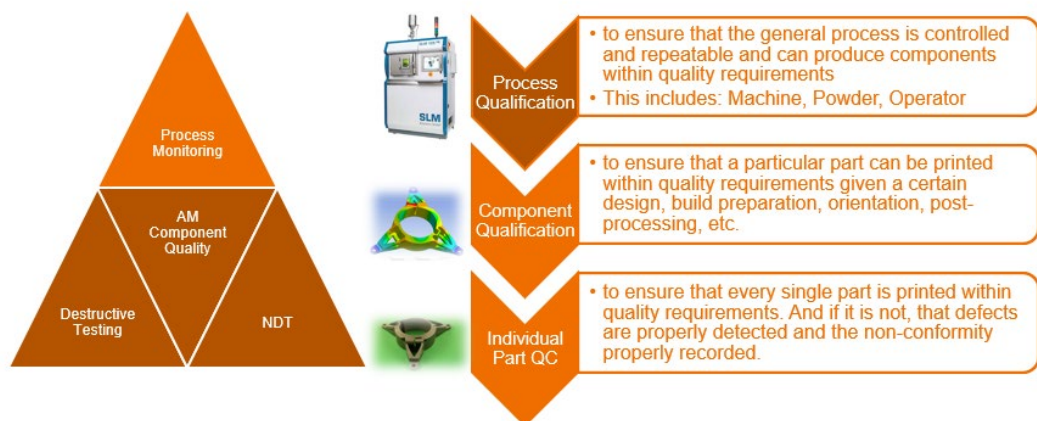 Process
Monitoring
AM
Component
Quality
Destructive
Testing
NDT
SLM
Process
Qualification
• to ensure that the general process is controlled
and repeatable and can produce components
within quality requirements
• This includes: Machine, Powder, Operator
Component
Qualification
• to ensure that a particular part can be printed
within quality requirements given a certain
design, build preparation, orientation, post-
processing, etc.
Individual
Part QC
• to ensure that every single part is printed within
quality requirements. And if it is not, that defects
are properly detected and the non-conformity
properly recorded.